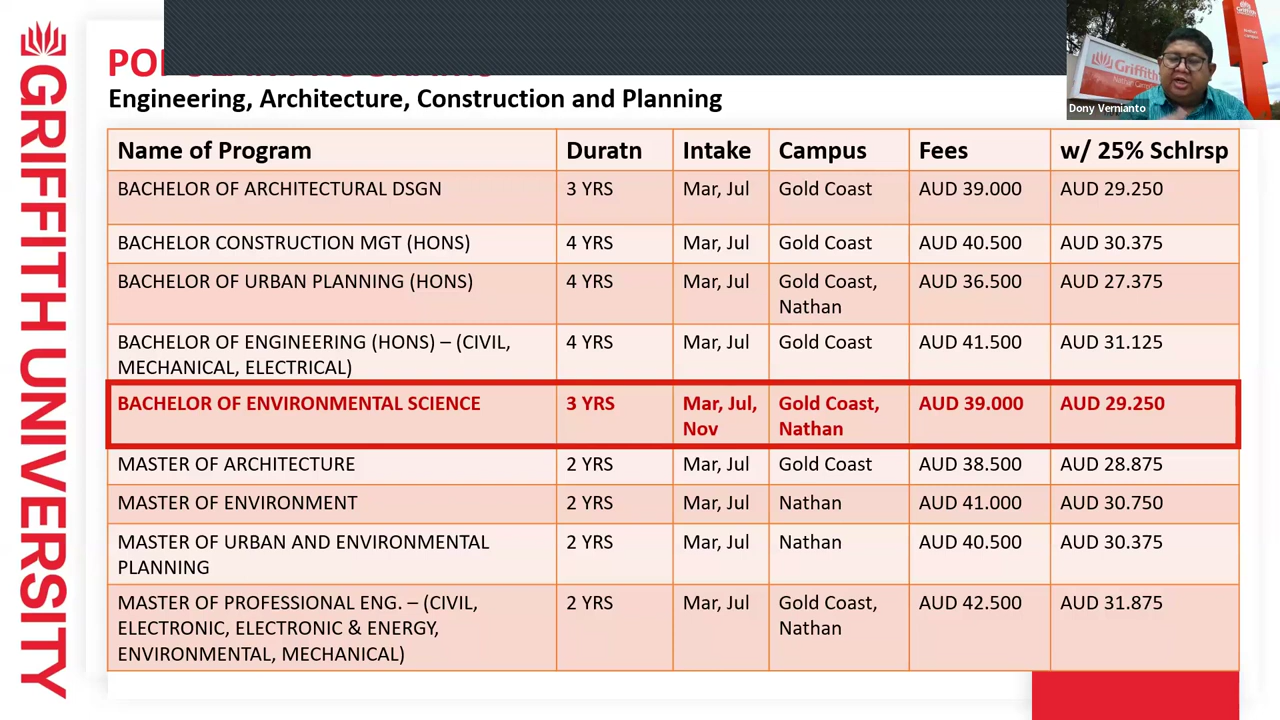 GRIFFITH UNIVERSITY
Engineering, Architecture, Construction and Planning
Griffith
Dony Vernianto
Name of Program Duratn Intake Campus Fees w/ 25% Schlrsp
BACHELOR OF ARCHITECTURAL DSGN 3 YRS Mar, Jul Gold Coast AUD 39.000 AUD 29.250
BACHELOR CONSTRUCTION MGT (HONS) 4 YRS Mar, Jul Gold Coast AUD 40.500 AUD 30.375
BACHELOR OF URBAN PLANNING (HONS) 4 YRS Mar, Jul Gold Coast, AUD 36.500 AUD 27.375
Nathan
BACHELOR OF ENGINEERING (HONS) – (CIVIL, 4 YRS Mar, Jul Gold Coast AUD 41.500 AUD 31.125
MECHANICAL, ELECTRICAL)
BACHELOR OF ENVIRONMENTAL SCIENCE 3 YRS Mar, Jul, Gold Coast, AUD 39.000 AUD 29.250
Nov Nathan
MASTER OF ARCHITECTURE 2 YRS Mar, Jul Gold Coast AUD 38.500 AUD 28.875
MASTER OF ENVIRONMENT 2 YRS Mar, Jul Nathan AUD 41.000 AUD 30.750
MASTER OF URBAN AND ENVIRONMENTAL 2 YRS Mar, Jul Nathan AUD 40.500 AUD 30.375
PLANNING
MASTER OF PROFESSIONAL ENG. – (CIVIL, 2 YRS Mar, Jul Gold Coast, AUD 42.500 AUD 31.875
ELECTRONIC, ELECTRONIC & ENERGY, Nathan
ENVIRONMENTAL, MECHANICAL)